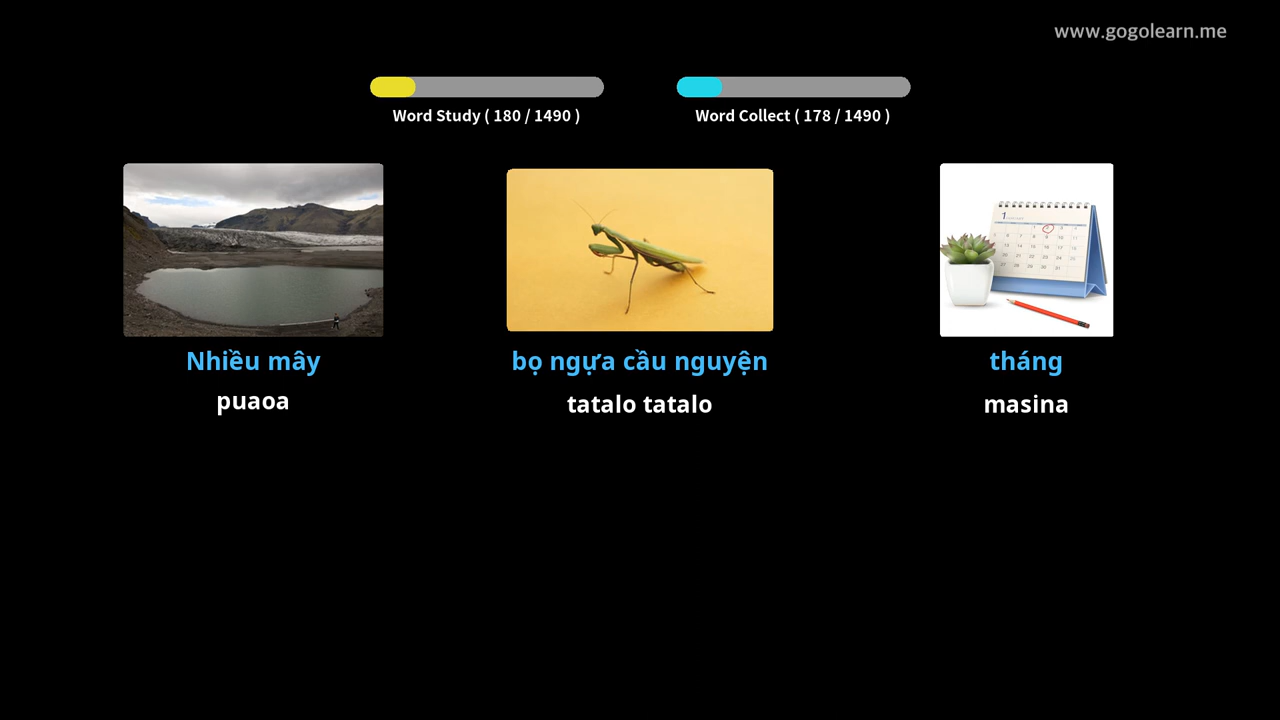 www.gogolearn.me
Word Study ( 180 / 1490 )
Word Collect ( 178 / 1490 )
Nhiều mây
puaoa
bọ ngựa cầu nguyện
tatalo tatalo
tháng
masina